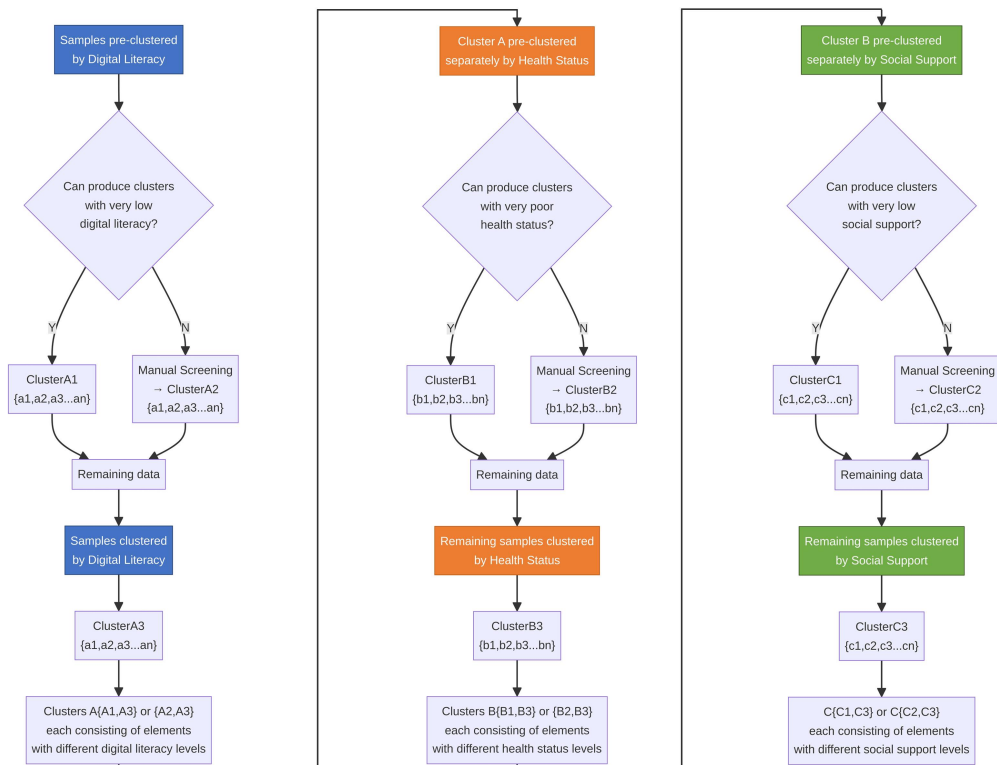 Samples pre-clustered
by Digital Literacy
Can produce clusters
with very low
digital literacy?
Y
N
ClusterA1
{a1,a2,a3...an}
Manual Screening
→ ClusterA2
{a1,a2,a3...an}
Remaining data
Samples clustered
by Digital Literacy
ClusterA3
{a1,a2,a3...an}
Clusters A{A1,A3} or {A2,A3}
each consisting of elements
with different digital literacy levels
Cluster A pre-clustered
separately by Health Status
Can produce clusters
with very poor
health status?
Y
N
ClusterB1
{b1,b2,b3...bn}
Manual Screening
→ ClusterB2
{b1,b2,b3...bn}
Remaining data
Remaining samples clustered
by Health Status
ClusterB3
{b1,b2,b3...bn}
Clusters B{B1,B3} or {B2,B3}
each consisting of elements
with different health status levels
Cluster B pre-clustered
separately by Social Support
Can produce clusters
with very low
social support?
Y
N
ClusterC1
{c1,c2,c3...cn}
Manual Screening
→ ClusterC2
{c1,c2,c3...cn}
Remaining data
Remaining samples clustered
by Social Support
ClusterC3
{c1,c2,c3...cn}
C{C1,C3} or C{C2,C3}
each consisting of elements
with different social support levels